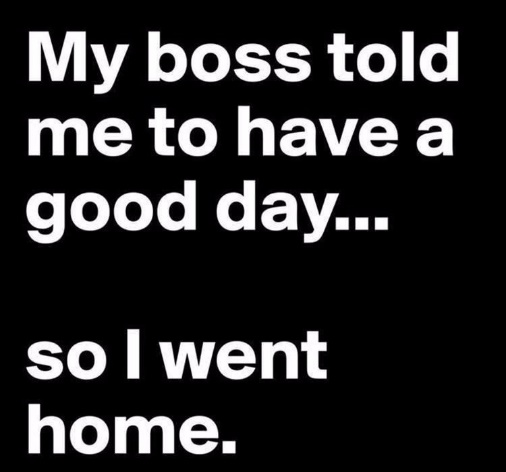 My boss told
me to have a
good day...
so I went
home.